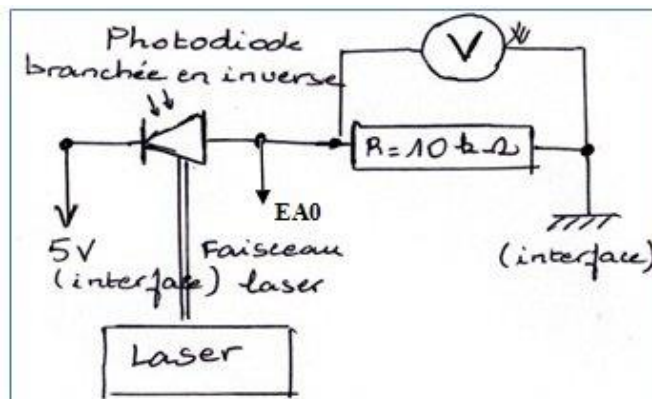 Photodiode
branchée en inverse
V
R=10 kΩ
EA0
5V
(interface)
Faisceau
laser
(interface)
Laser